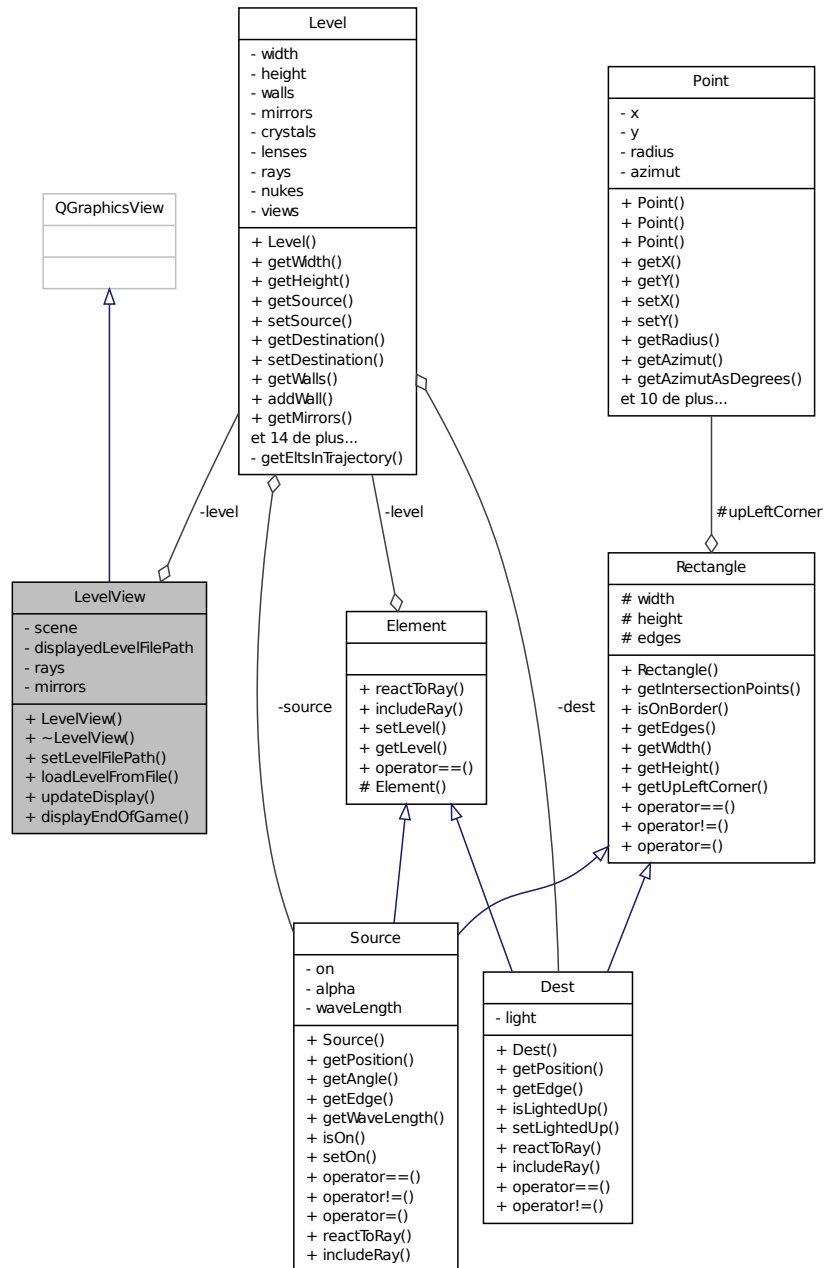 Level
- width
- height
- walls
- mirrors
- crystals
- lenses
- rays
- nukes
- views
+ Level()
+ getWidth()
+ getHeight()
+ getSource()
+ setSource()
+ getDestination()
+ setDestination()
+ getWalls()
+ addWall()
+ getMirrors()
et 14 de plus...
- getEltsInTrajectory()
Point
- x
- y
- radius
- azimut
+ Point()
+ Point()
+ Point()
+ getX()
+ getY()
+ setX()
+ setY()
+ getRadius()
+ getAzimut()
+ getAzimutAsDegrees()
et 10 de plus...
QGraphicsView
-level
-level
#upLeftCorner
LevelView
- scene
- displayedLevelFilePath
- rays
- mirrors
+ LevelView()
+ ~LevelView()
+ setLevelFilePath()
+ loadLevelFromFile()
+ updateDisplay()
+ displayEndOfGame()
-source
Element
+ reactToRay()
+ includeRay()
+ setLevel()
+ getLevel()
+ operator==()
# Element()
-dest
Rectangle
# width
# height
# edges
+ Rectangle()
+ getIntersectionPoints()
+ isOnBorder()
+ getEdges()
+ getWidth()
+ getHeight()
+ getUpLeftCorner()
+ operator==()
+ operator!=()
+ operator=()
Source
- on
- alpha
- waveLength
+ Source()
+ getPosition()
+ getAngle()
+ getEdge()
+ getWaveLength()
+ isOn()
+ setOn()
+ operator==()
+ operator!=()
+ operator=()
+ reactToRay()
+ includeRay()
Dest
- light
+ Dest()
+ getPosition()
+ getEdge()
+ isLightedUp()
+ setLightedUp()
+ reactToRay()
+ includeRay()
+ operator==()
+ operator!=()